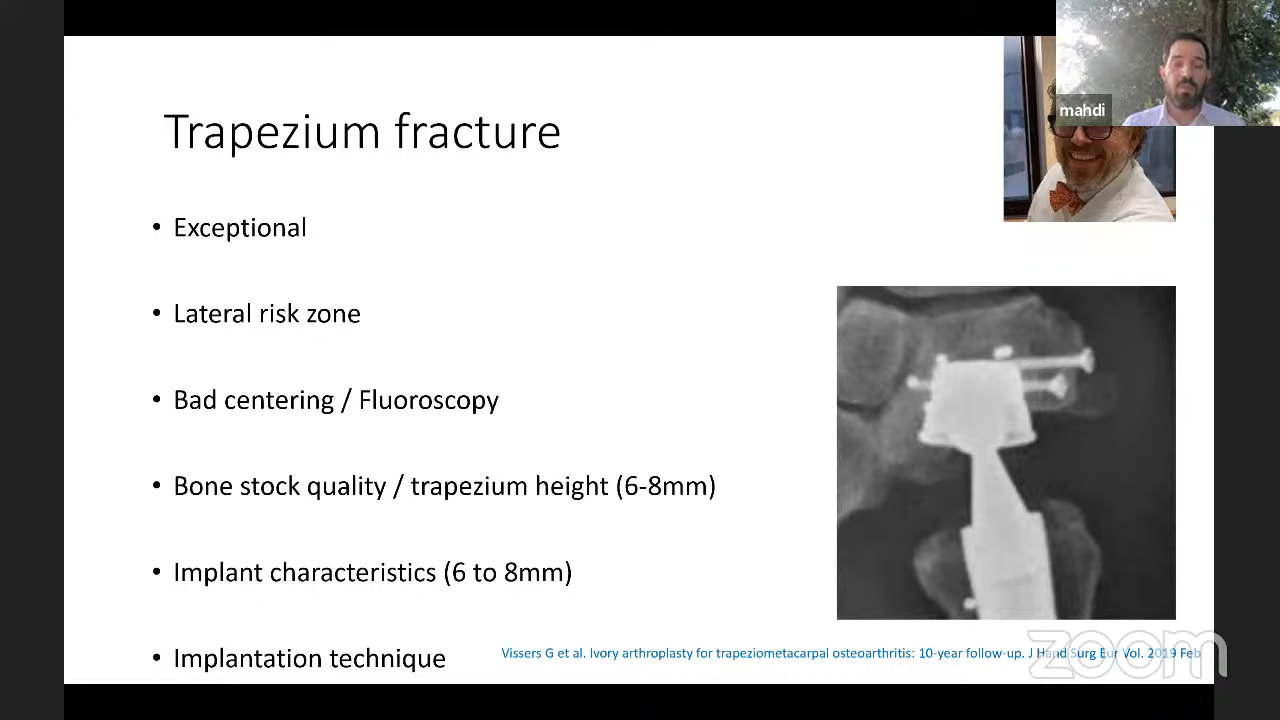 mahdi
Trapezium fracture
• Exceptional
• Lateral risk zone
• Bad centering / Fluoroscopy
• Bone stock quality / trapezium height (6-8mm)
• Implant characteristics (6 to 8mm)
• Implantation technique
Vissers G et al. Ivory arthroplasty for trapeziometacarpal osteoarthritis: 10-year follow-up. J Hand Surg Eur Vol. 2019 Feb
zoom